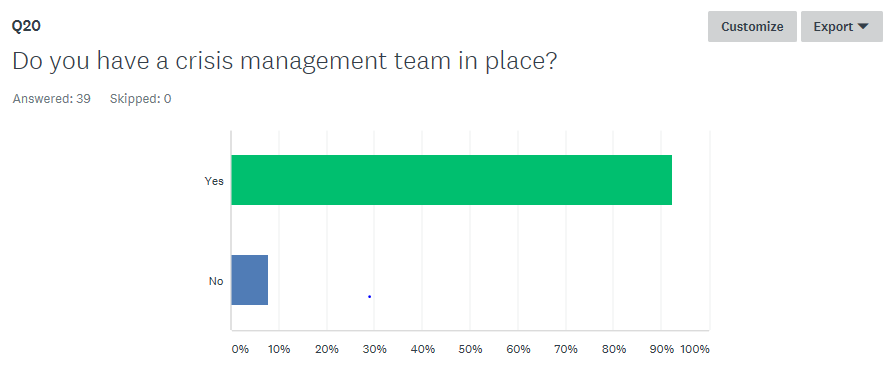 Q20
Customize
Export
Do you have a crisis management team in place?
Answered: 39 Skipped: 0
Yes
No
0% 10% 20% 30% 40% 50% 60% 70% 80% 90% 100%